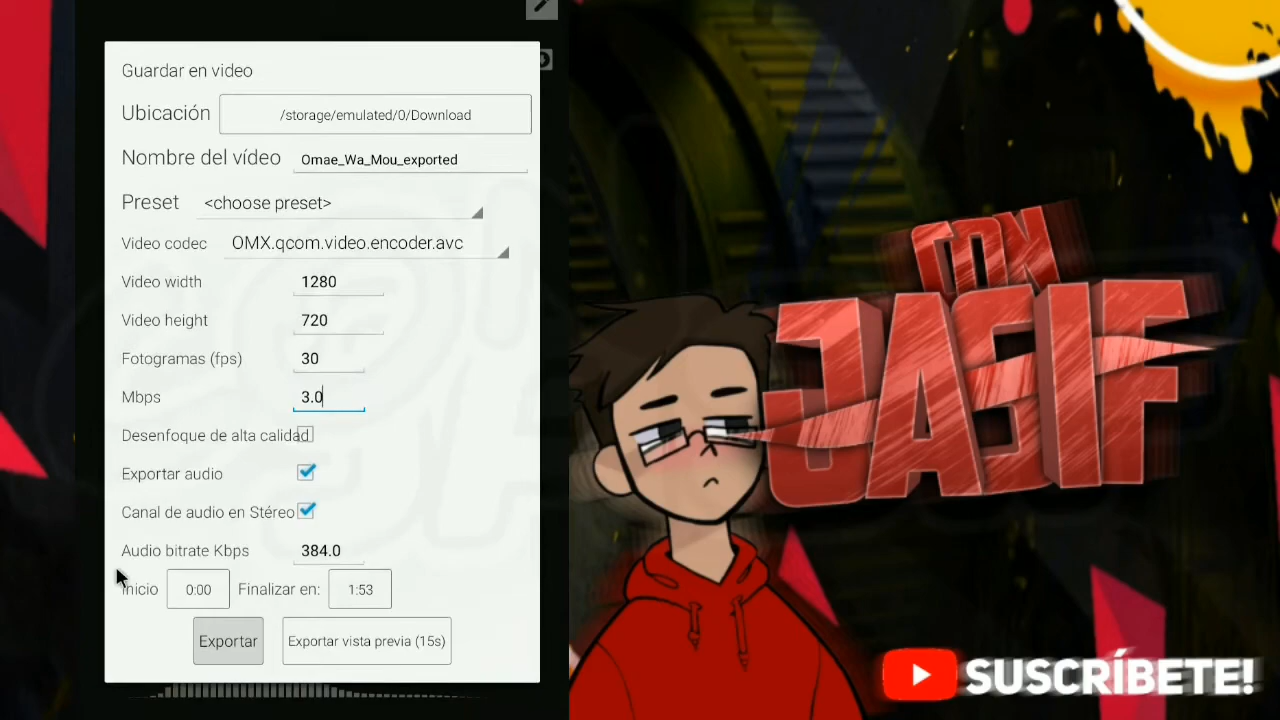 Guardar en video
Ubicación /storage/emulated/0/Download
Nombre del vídeo Omae_Wa_Mou_exported
Preset <choose preset>
Video codec OMX.qcom.video.encoder.avc
Video width 1280
Video height 720
Fotogramas (fps) 30
Mbps 3.0
Desenfoque de alta calidad
Exportar audio
Canal de audio en Stéreo
Audio bitrate Kbps 384.0
Inicio 0:00 Finalizar en: 1:53
Exportar Exportar vista previa (15s)
CON
JASIF
SUSCRÍBETE!